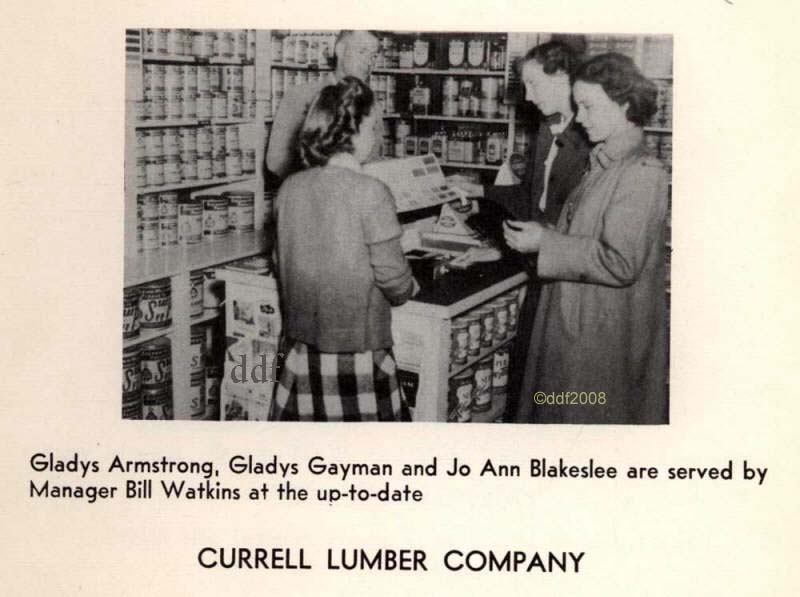 ddf
©ddf2008
Gladys Armstrong, Gladys Gayman and Jo Ann Blakeslee are served by
Manager Bill Watkins at the up-to-date
CURRELL LUMBER COMPANY